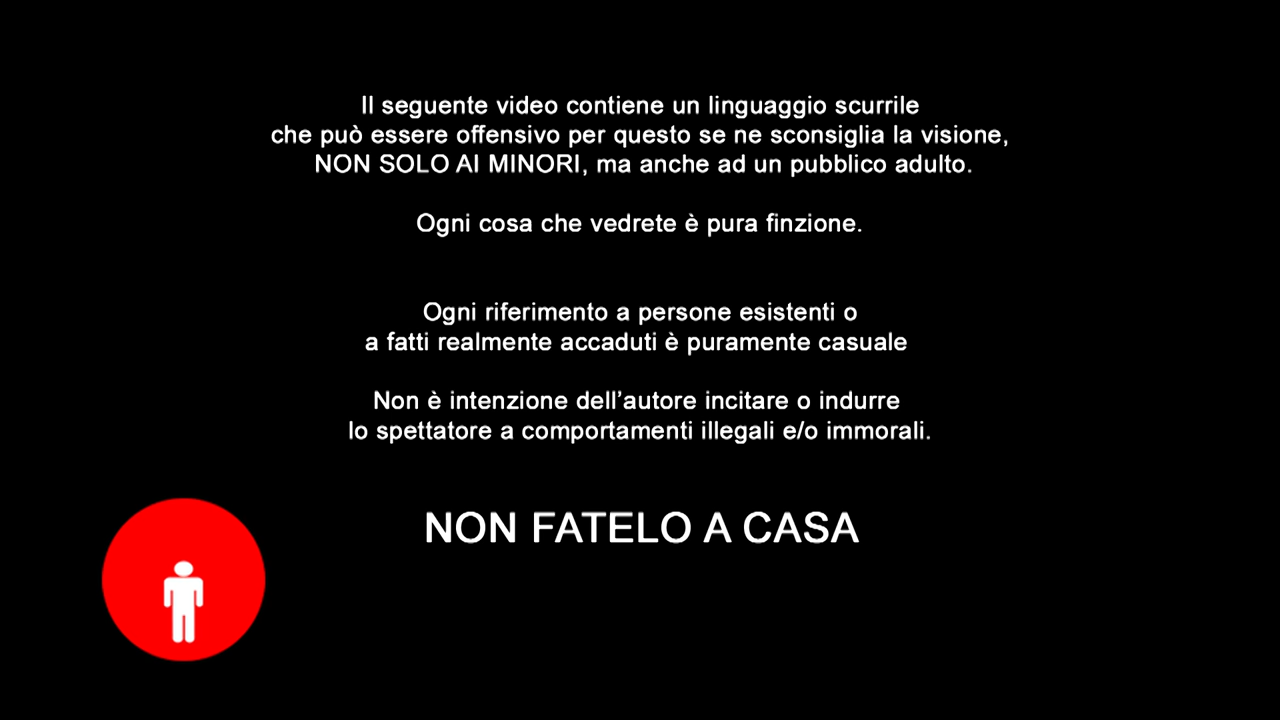 Il seguente video contiene un linguaggio scurrile
che può essere offensivo per questo se ne sconsiglia la visione,
NON SOLO AI MINORI, ma anche ad un pubblico adulto.
Ogni cosa che vedrete è pura finzione.
Ogni riferimento a persone esistenti o
a fatti realmente accaduti è puramente casuale
Non è intenzione dell’autore incitare o indurre
lo spettatore a comportamenti illegali e/o immorali.
NON FATELO A CASA